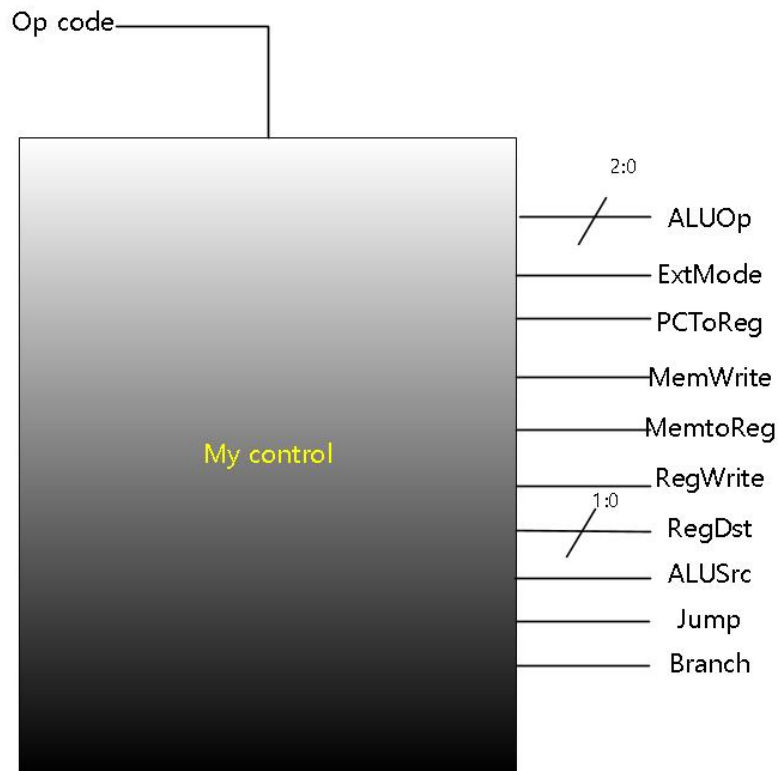 Op code
2:0
ALUOp
ExtMode
PCToReg
MemWrite
MemtoReg
My control
RegWrite
1:0
RegDst
ALUSrc
Jump
Branch